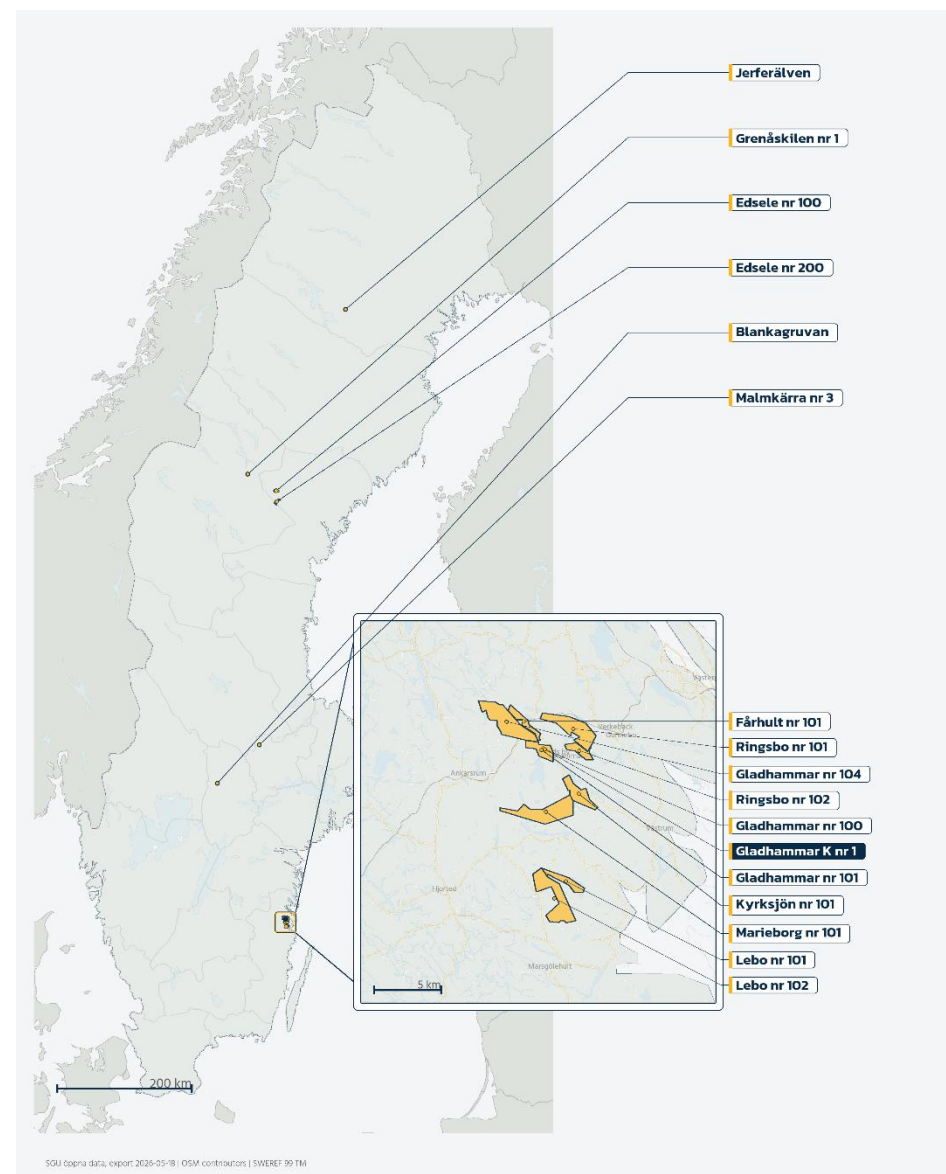 Jerferälven
Grenåskilen nr 1
Edsele nr 100
Edsele nr 200
Blankagruvan
Malmkärra nr 3
Fårhult nr 101
Ringsbo nr 101
Gladhammar nr 104
Ringsbo nr 102
Gladhammar nr 100
Gladhammar K nr 1
Gladhammar nr 101
Kyrksjön nr 101
Marieborg nr 101
Lebo nr 101
Lebo nr 102
Ankarsrum
Västrum
Hjorted
Marsgölehult
5 km
200 km
SGU öppna data, export 2026-05-18 | OSM contributors | SWEREF 99 TM